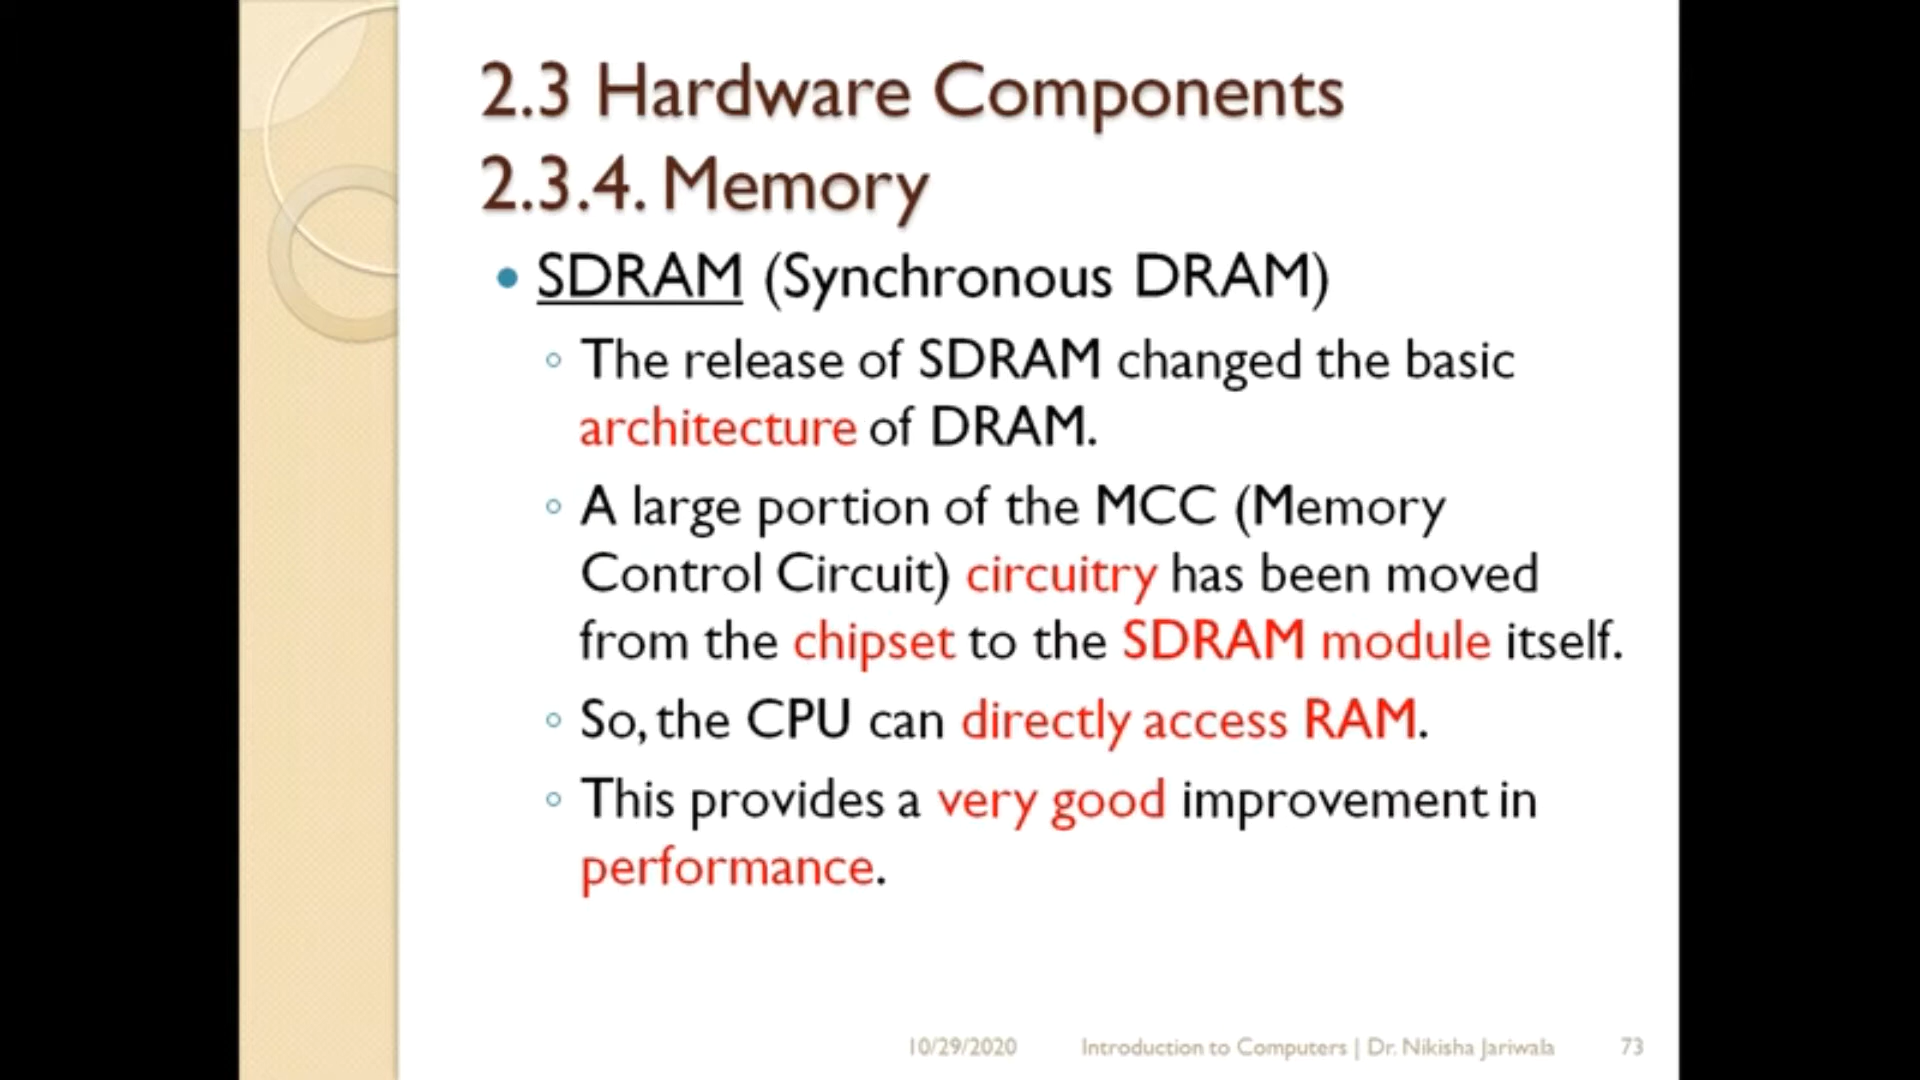 2.3 Hardware Components
2.3.4. Memory
• SDRAM (Synchronous DRAM)
◦ The release of SDRAM changed the basic
architecture of DRAM.
◦ A large portion of the MCC (Memory
Control Circuit) circuitry has been moved
from the chipset to the SDRAM module itself.
◦ So, the CPU can directly access RAM.
◦ This provides a very good improvement in
performance.
10/29/2020 Introduction to Computers | Dr. Nikisha Jariwala 73